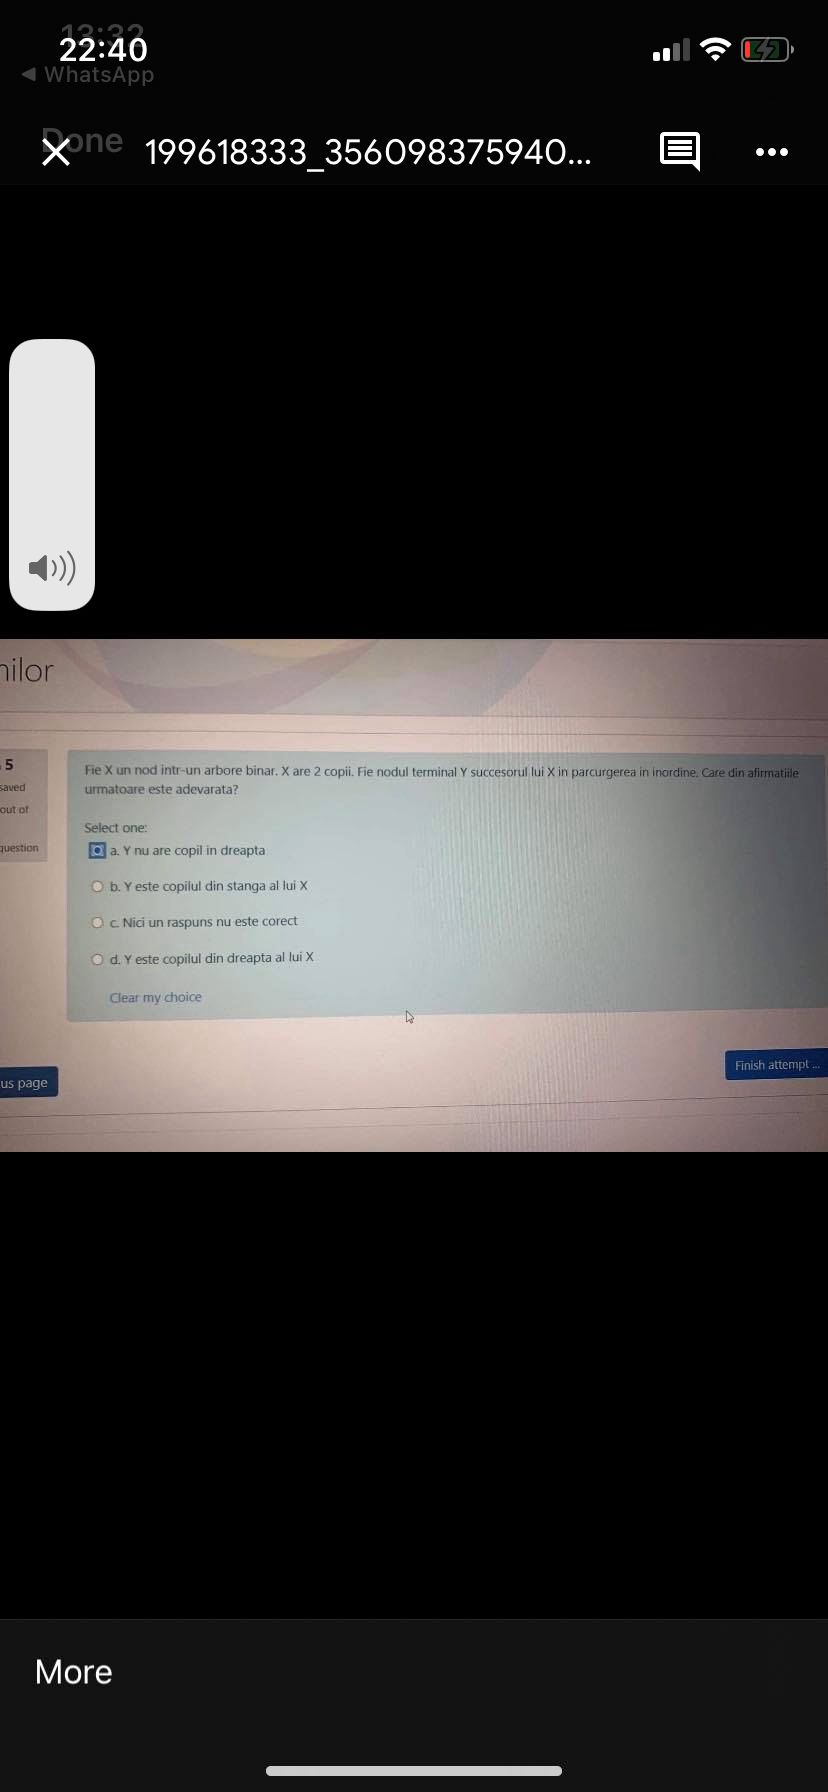 13:32
22:40
WhatsApp
Done
199618333_356098375940...
nilor
5
saved
out of
question
Fie X un nod intr-un arbore binar. X are 2 copii. Fie nodul terminal Y succesorul lui X in parcurgerea in inordine. Care din afirmatiile
urmatoare este adevarata?
Select one:
a. Y nu are copil in dreapta
b. Y este copilul din stanga al lui X
c. Nici un raspuns nu este corect
d. Y este copilul din dreapta al lui X
Clear my choice
us page
Finish attempt ...
More